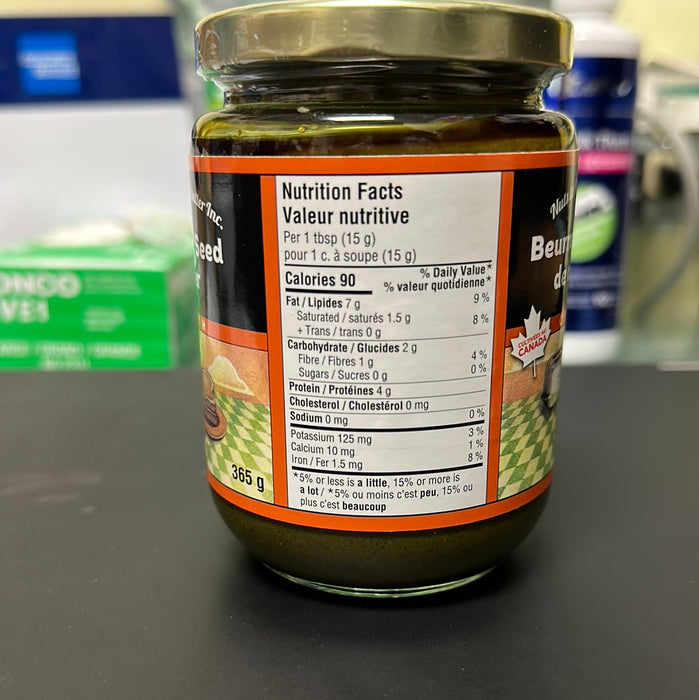 Nutrition Facts
Valeur nutritive
Per 1 tbsp (15 g)
pour 1 c. à soupe (15 g)
Calories 90
% Daily Value*
% valeur quotidienne*
Fat / Lipides 7 g 9 %
Saturated / saturés 1.5 g
+ Trans / trans 0 g 8 %
Carbohydrate / Glucides 2 g
Fibre / Fibres 1 g 4 %
Sugars / Sucres 0 g 0 %
Protein / Protéines 4 g
Cholesterol / Cholestérol 0 mg
Sodium 0 mg 0 %
Potassium 125 mg 3 %
Calcium 10 mg 1 %
Iron / Fer 1.5 mg 8 %
*5% or less is a little, 15% or more is
a lot / *5% ou moins c'est peu, 15% ou
plus c'est beaucoup
365 g
Inc.
Seed
Beurr
de
CANADA